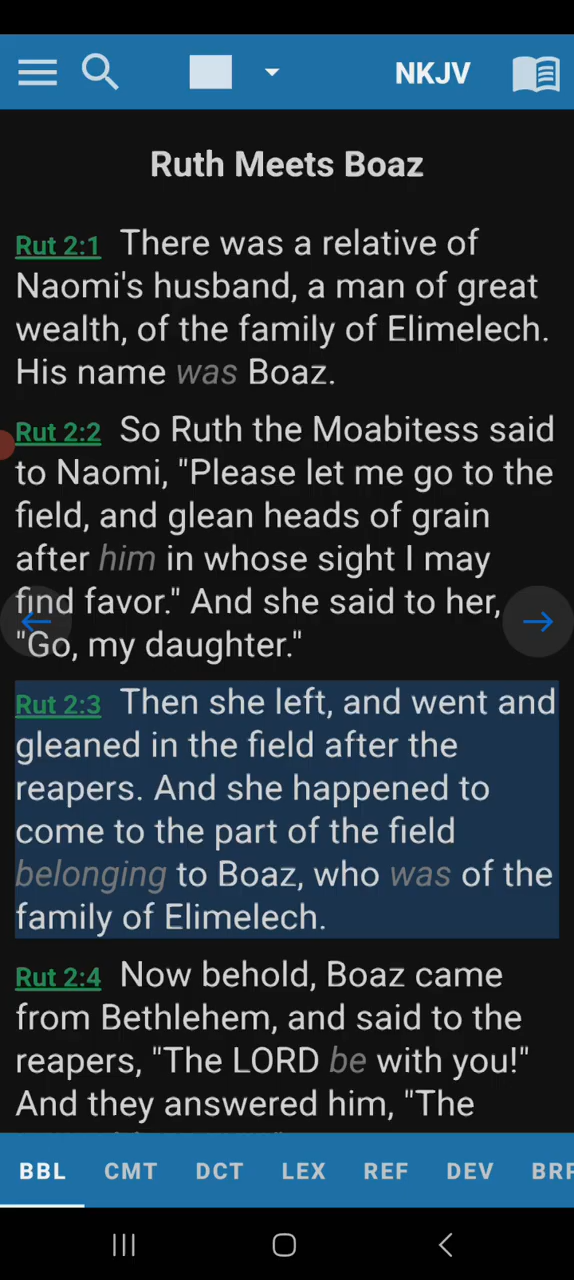 NKJV
Ruth Meets Boaz
Rut 2:1 There was a relative of
Naomi's husband, a man of great
wealth, of the family of Elimelech.
His name was Boaz.
Rut 2:2 So Ruth the Moabitess said
to Naomi, "Please let me go to the
field, and glean heads of grain
after him in whose sight I may
find favor." And she said to her,
"Go, my daughter."
Rut 2:3 Then she left, and went and
gleaned in the field after the
reapers. And she happened to
come to the part of the field
belonging to Boaz, who was of the
family of Elimelech.
Rut 2:4 Now behold, Boaz came
from Bethlehem, and said to the
reapers, "The LORD be with you!"
And they answered him, "The
BBL CMT DCT LEX REF DEV BRP